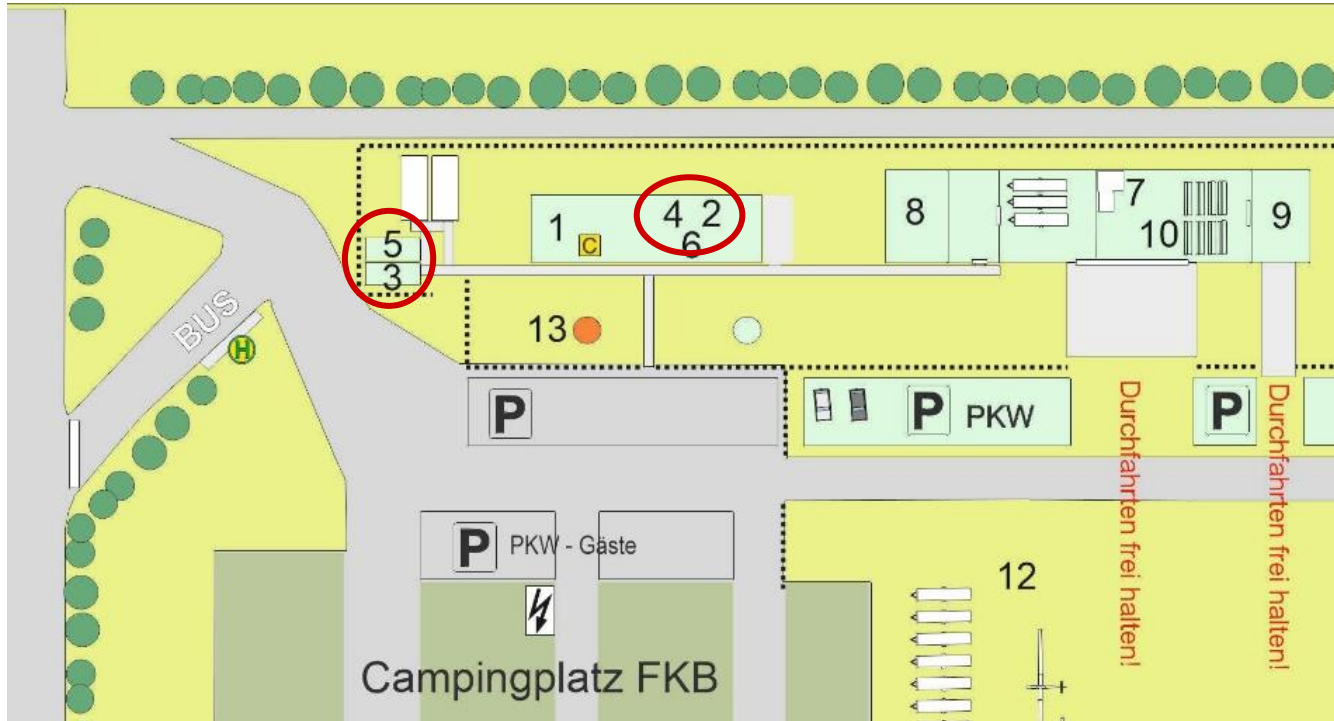 7
4 2
8
9
1
C
10
5
6
3
BUS
13
H
P
P PKW
P
Durchfahrten frei halten!
Durchfahrten frei halten!
P PKW - Gäste
12
Campingplatz FKB